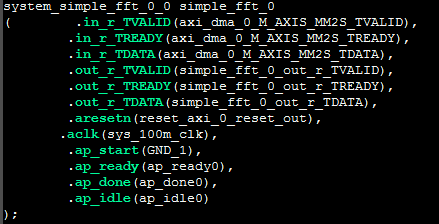 system_simple_fft_0_0 simple_fft_0
( .in_r_TVALID(axi_dma_0_M_AXIS_MM2S_TVALID),
.in_r_TREADY(axi_dma_0_M_AXIS_MM2S_TREADY),
.in_r_TDATA(axi_dma_0_M_AXIS_MM2S_TDATA),
.out_r_TVALID(simple_fft_0_out_r_TVALID),
.out_r_TREADY(simple_fft_0_out_r_TREADY),
.out_r_TDATA(simple_fft_0_out_r_TDATA),
.aresetn(reset_axi_0_reset_out),
.aclk(sys_100m_clk),
.ap_start(GND_1),
.ap_ready(ap_ready0),
.ap_done(ap_done0),
.ap_idle(ap_idle0)
);